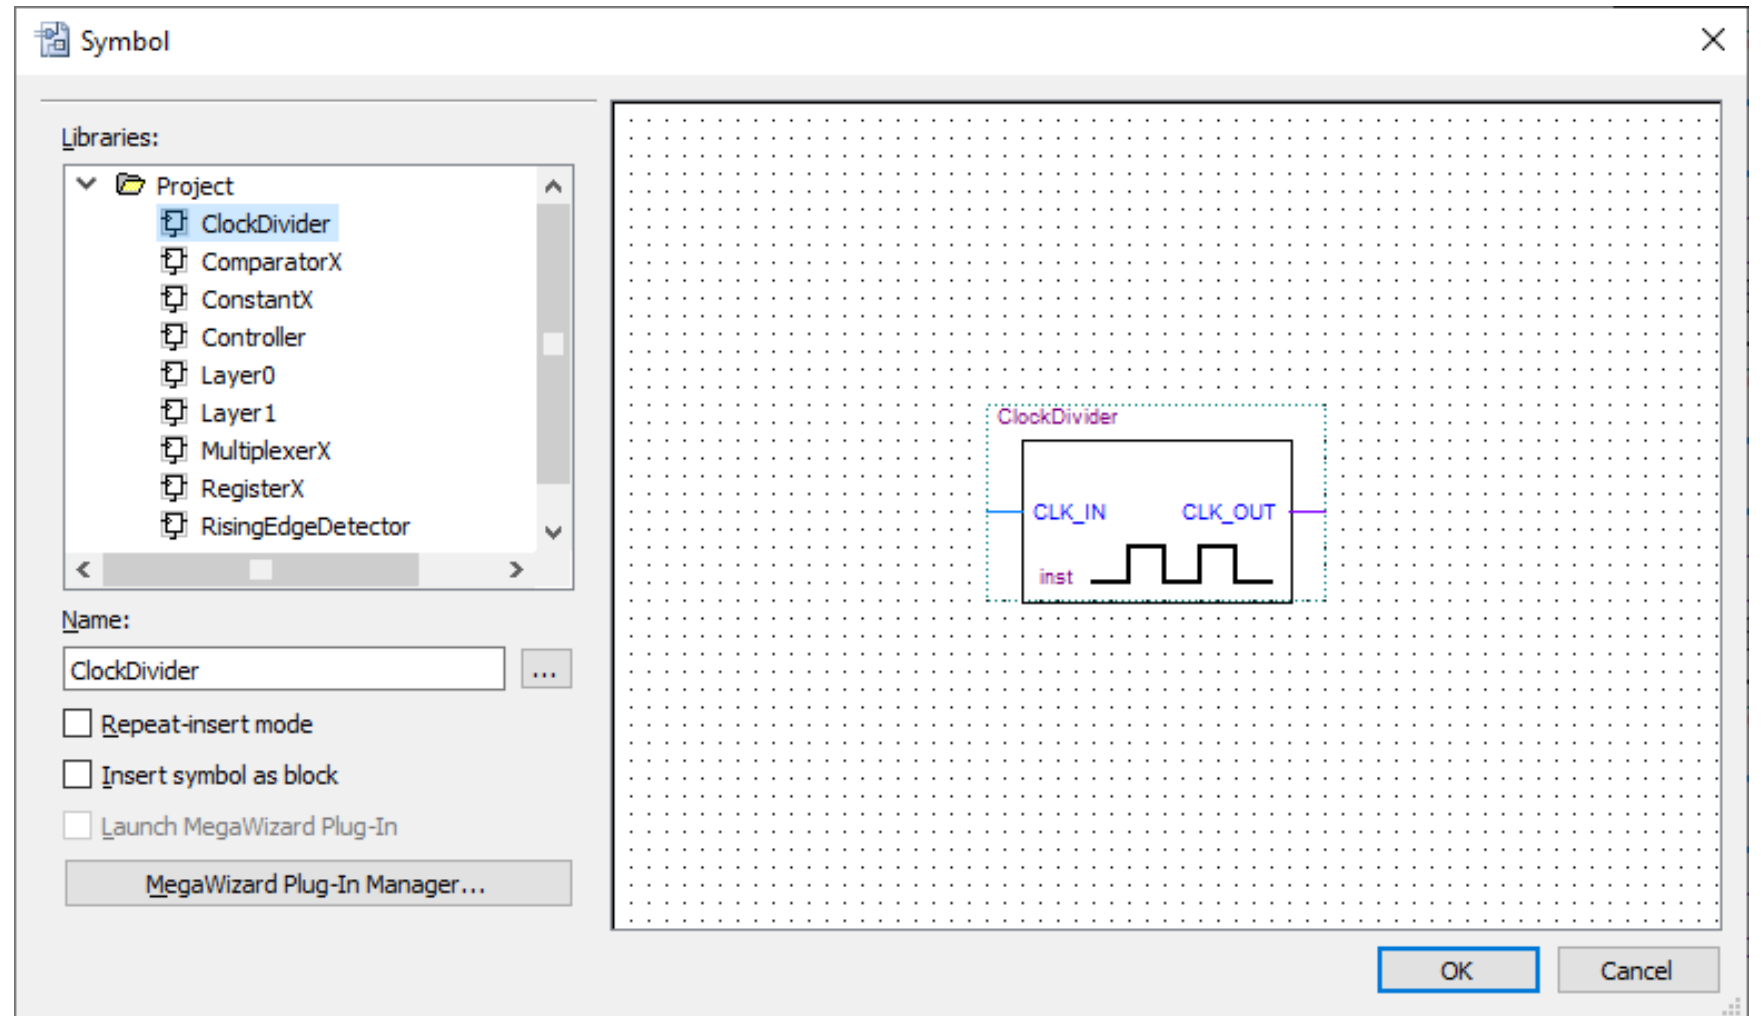 Symbol
Libraries:
Project
ClockDivider
ComparatorX
ConstantX
Controller
Layer0
Layer1
MultiplexerX
RegisterX
RisingEdgeDetector
Name:
ClockDivider
...
Repeat-insert mode
Insert symbol as block
Launch MegaWizard Plug-In
MegaWizard Plug-In Manager...
ClockDivider
CLK_IN CLK_OUT
inst
OK Cancel